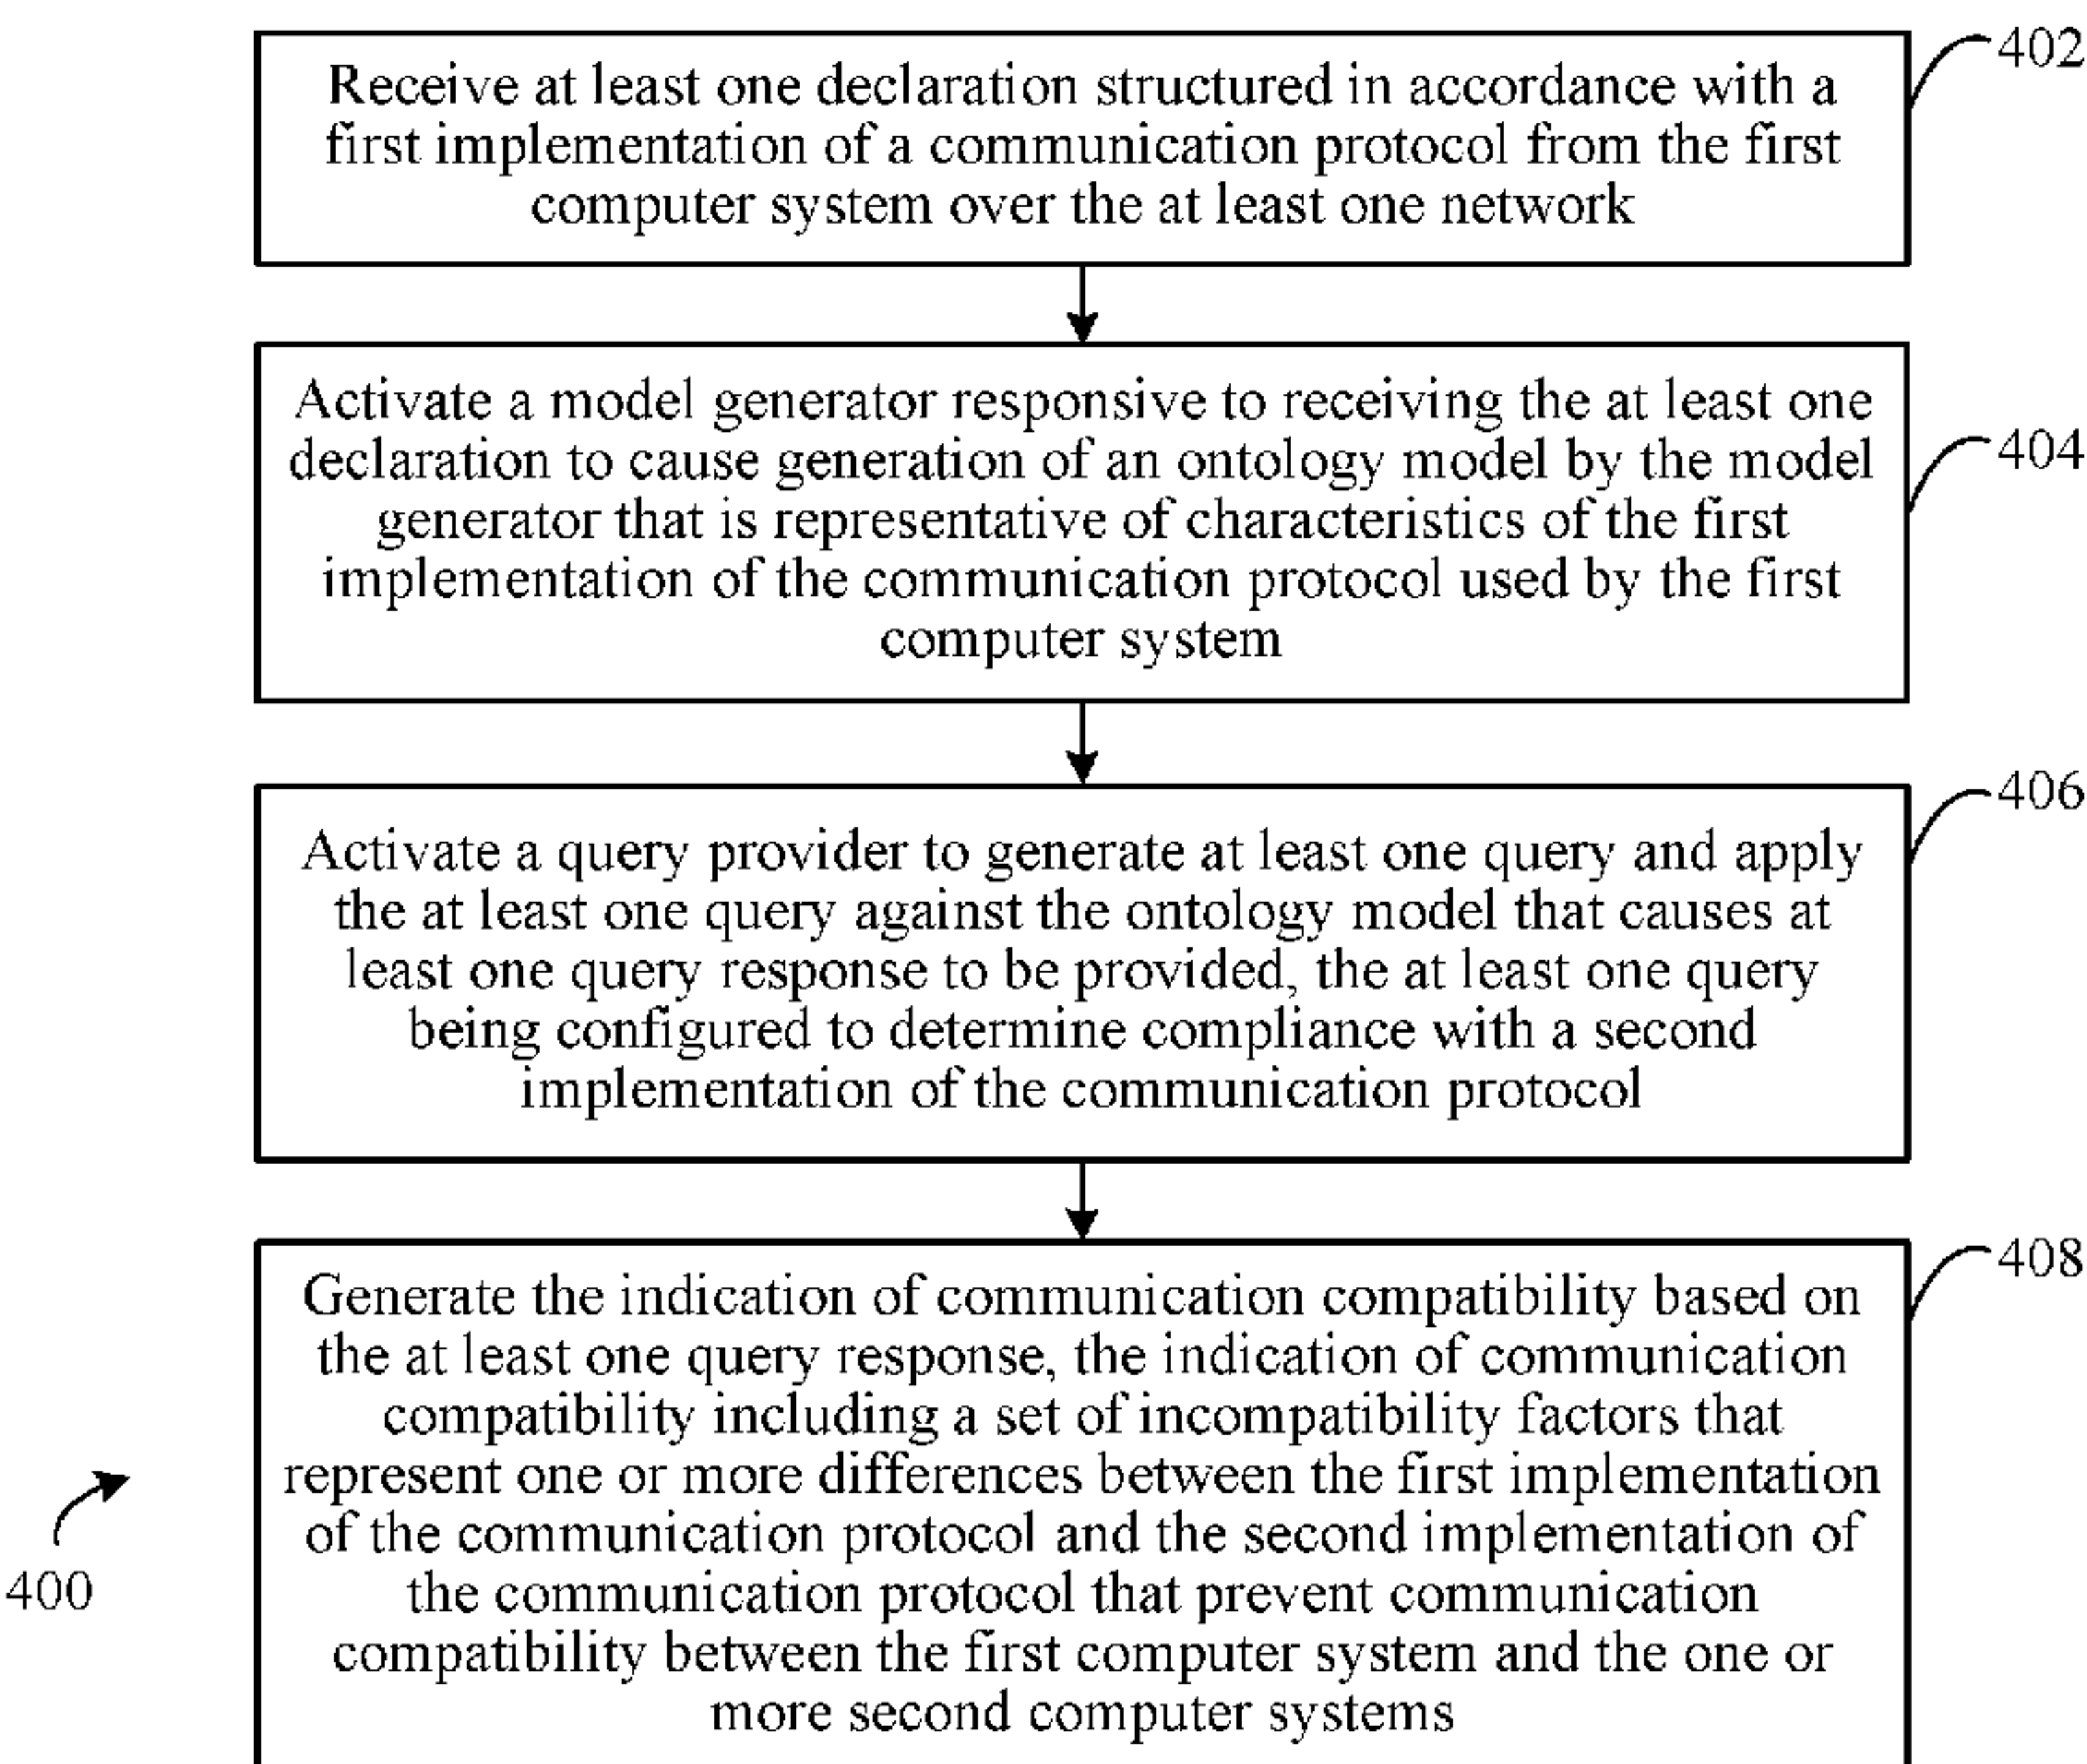 Receive at least one declaration structured in accordance with a
first implementation of a communication protocol from the first
computer system over the at least one network
402
Activate a model generator responsive to receiving the at least one
declaration to cause generation of an ontology model by the model
generator that is representative of characteristics of the first
implementation of the communication protocol used by the first
computer system
404
Activate a query provider to generate at least one query and apply
the at least one query against the ontology model that causes at
least one query response to be provided, the at least one query
being configured to determine compliance with a second
implementation of the communication protocol
406
Generate the indication of communication compatibility based on
the at least one query response, the indication of communication
compatibility including a set of incompatibility factors that
represent one or more differences between the first implementation
of the communication protocol and the second implementation of
the communication protocol that prevent communication
compatibility between the first computer system and the one or
more second computer systems
408
400